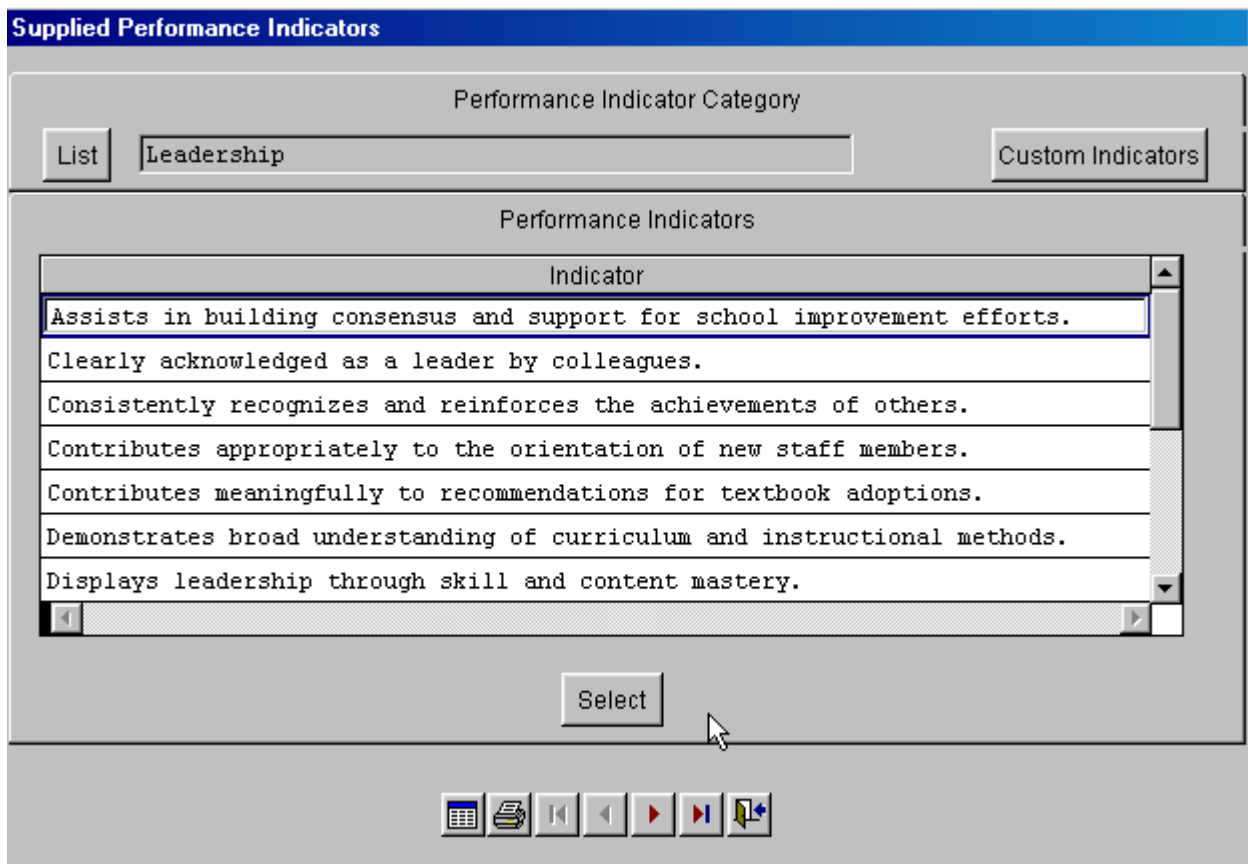 Supplied Performance Indicators
Performance Indicator Category
List
Leadership
Custom Indicators
Performance Indicators
Indicator
Assists in building consensus and support for school improvement efforts.
Clearly acknowledged as a leader by colleagues.
Consistently recognizes and reinforces the achievements of others.
Contributes appropriately to the orientation of new staff members.
Contributes meaningfully to recommendations for textbook adoptions.
Demonstrates broad understanding of curriculum and instructional methods.
Displays leadership through skill and content mastery.
Select